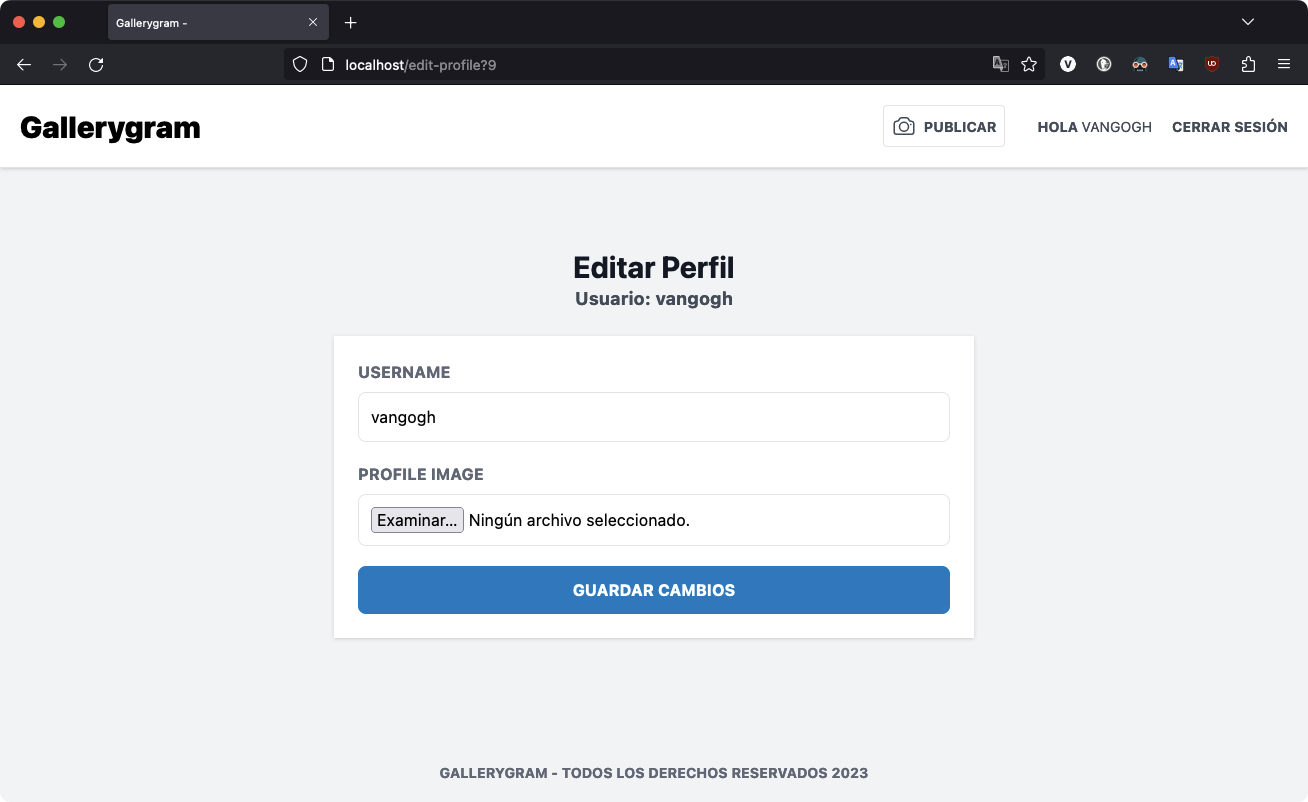 Gallerygram -
localhost/edit-profile?9
Gallerygram
PUBLICAR
HOLA VANGOGH
CERRAR SESIÓN
Editar Perfil
Usuario: vangogh
USERNAME
vangogh
PROFILE IMAGE
Examinar... Ningún archivo seleccionado.
GUARDAR CAMBIOS
GALLERYGRAM - TODOS LOS DERECHOS RESERVADOS 2023